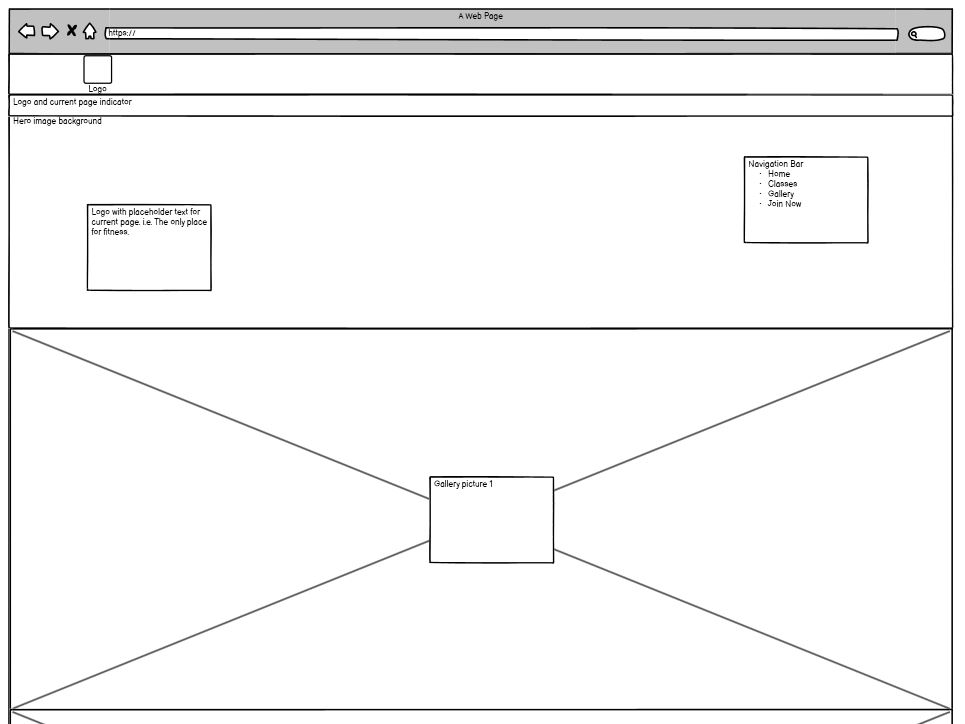 A Web Page
https://
Logo
Logo and current page indicator
Hero image background
Navigation Bar
· Home
· Classes
· Gallery
· Join Now
Logo with placeholder text for
current page. i.e. The only place
for fitness.
Gallery picture 1